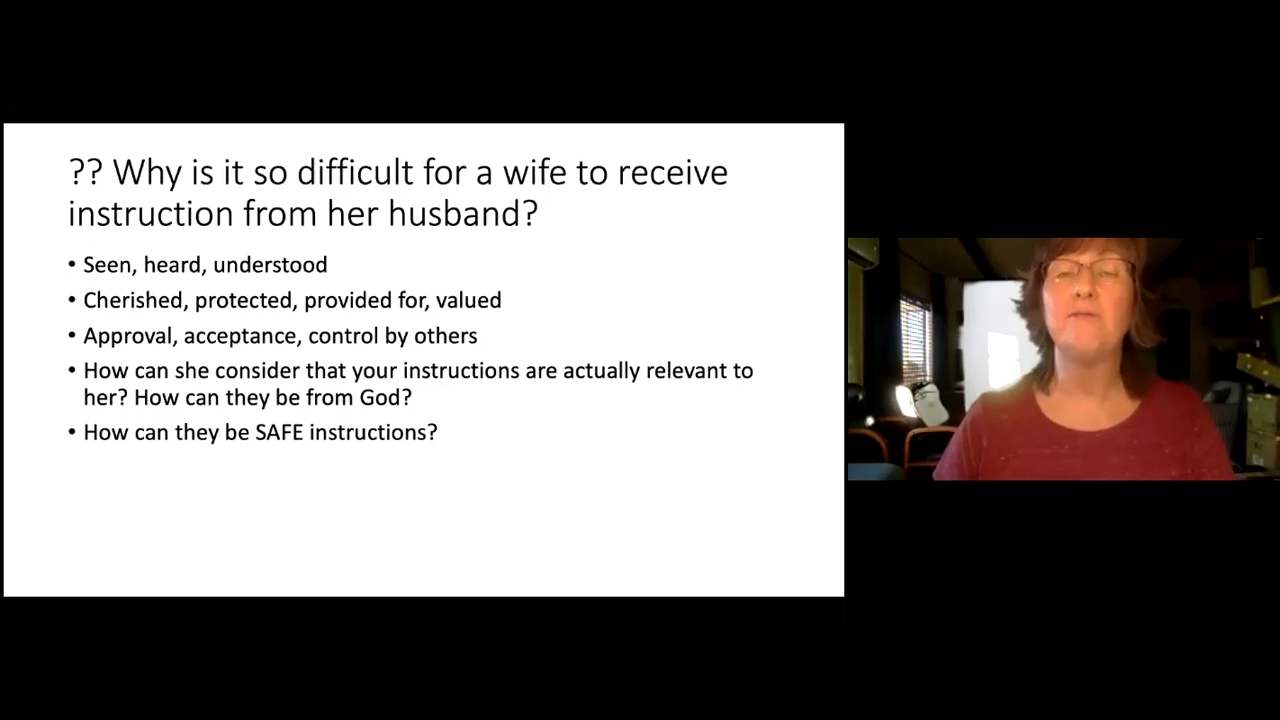 ?? Why is it so difficult for a wife to receive
instruction from her husband?
• Seen, heard, understood
• Cherished, protected, provided for, valued
• Approval, acceptance, control by others
• How can she consider that your instructions are actually relevant to
her? How can they be from God?
• How can they be SAFE instructions?